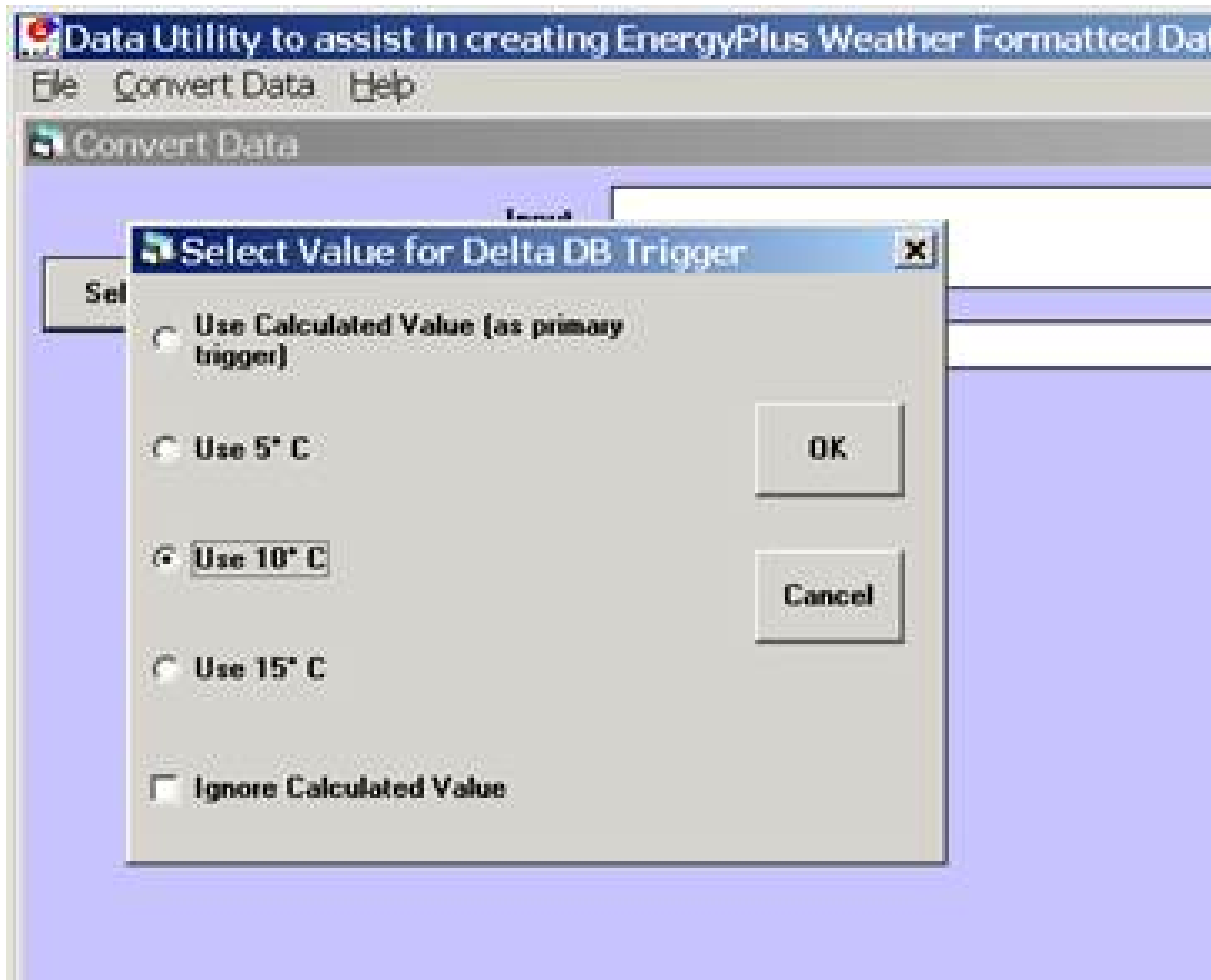 Data Utility to assist in creating EnergyPlus Weather Formatted Dat
File Convert Data Help
Convert Data
Input
Select Value for Delta DB Trigger
Sel
Use Calculated Value (as primary
trigger)
Use 5° C
OK
Use 10° C
Cancel
Use 15° C
Ignore Calculated Value